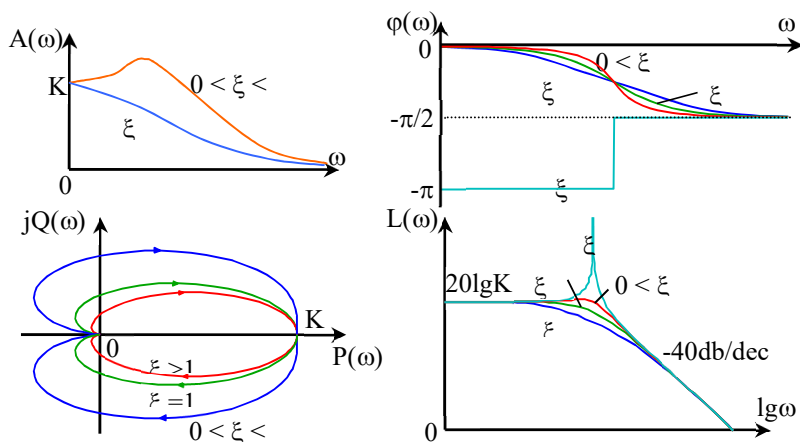 A(ω)
K
0 < ξ <
ξ
ω
0
φ(ω)
ω
0
0 < ξ
ξ
ξ
-π/2
-π
ξ
jQ(ω)
K
0
P(ω)
ξ >1
ξ =1
0 < ξ <
L(ω)
ξ
20lgK
ξ
0 < ξ
ξ
-40db/dec
lgω
0